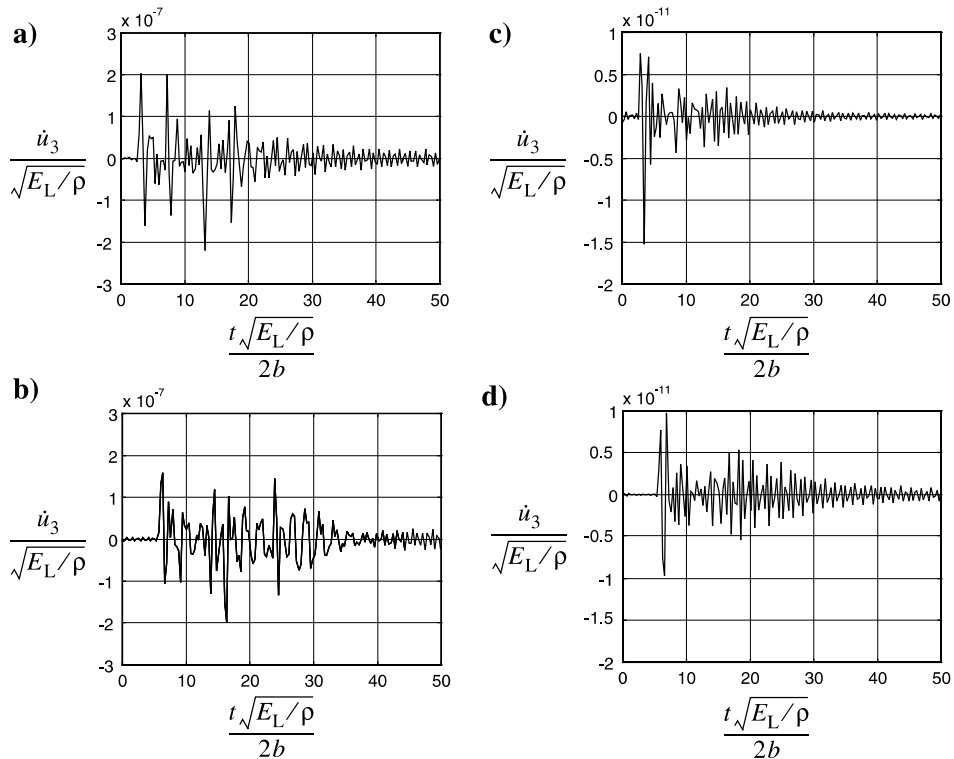 a)
x 10-7
3
2
1
0
-1
-2
-3
0 10 20 30 40 50
u̇3
√EL/ρ
t√EL/ρ
2b
c)
x 10-11
1
0.5
0
-0.5
-1
-1.5
-2
0 10 20 30 40 50
u̇3
√EL/ρ
t√EL/ρ
2b
b)
x 10-7
3
2
1
0
-1
-2
-3
0 10 20 30 40 50
u̇3
√EL/ρ
t√EL/ρ
2b
d)
x 10-11
1
0.5
0
-0.5
-1
-1.5
-2
0 10 20 30 40 50
u̇3
√EL/ρ
t√EL/ρ
2b